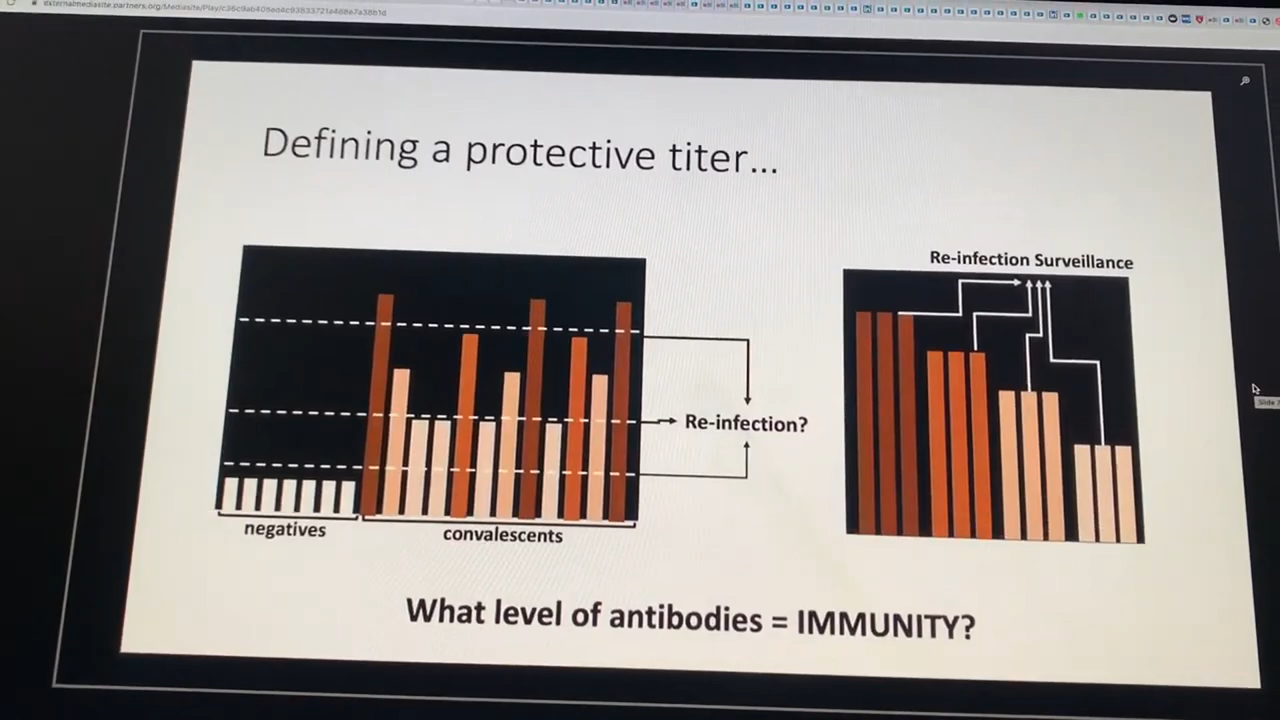 Defining a protective titer...
Re-infection Surveillance
Re-infection?
negatives
convalescents
What level of antibodies = IMMUNITY?